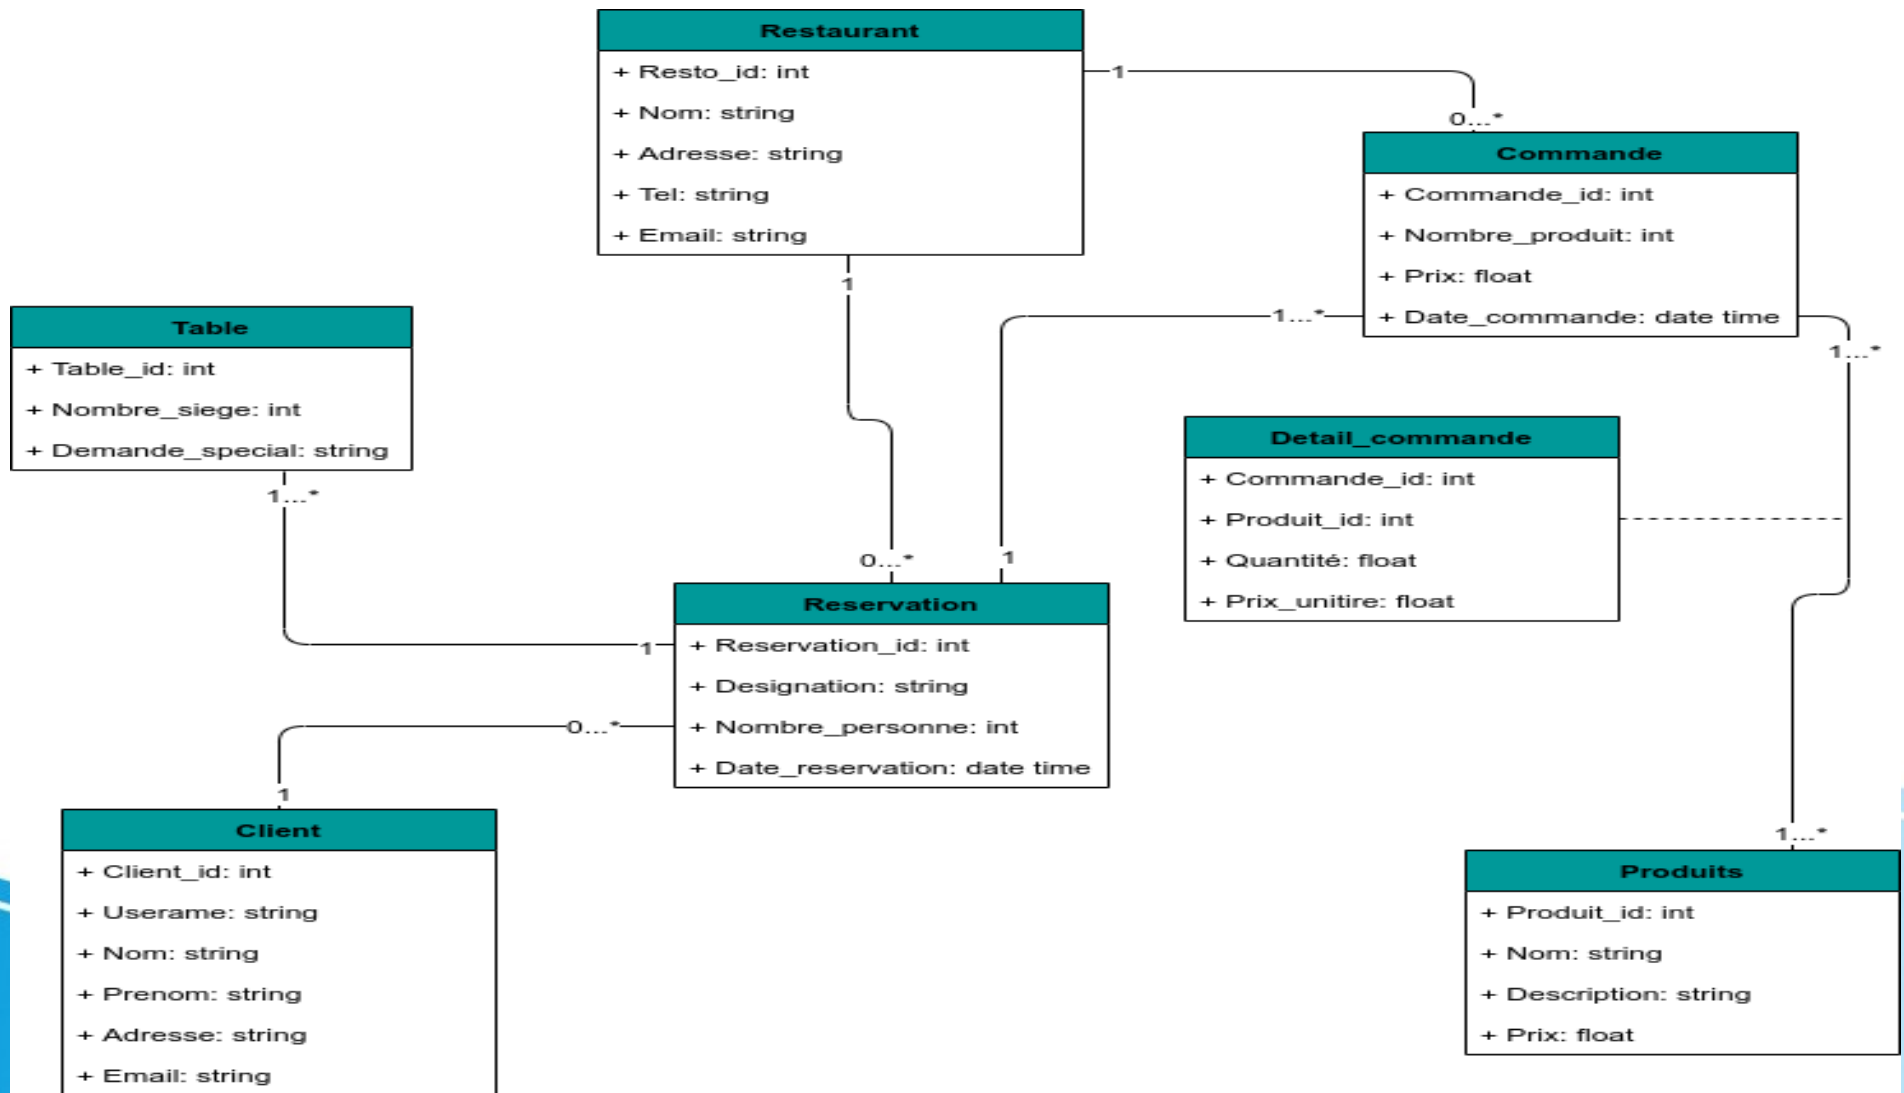 Restaurant
+ Resto_id: int
+ Nom: string
+ Adresse: string
+ Tel: string
+ Email: string
1
0...*
Commande
+ Commande_id: int
+ Nombre_produit: int
+ Prix: float
+ Date_commande: date time
1
1...*
1...*
Table
+ Table_id: int
+ Nombre_siege: int
+ Demande_special: string
1...*
Detail_commande
+ Commande_id: int
+ Produit_id: int
+ Quantité: float
+ Prix_unitire: float
0...*
1
Reservation
+ Reservation_id: int
+ Designation: string
+ Nombre_personne: int
+ Date_reservation: date time
1
0...*
1
Client
+ Client_id: int
+ Userame: string
+ Nom: string
+ Prenom: string
+ Adresse: string
+ Email: string
1...*
Produits
+ Produit_id: int
+ Nom: string
+ Description: string
+ Prix: float